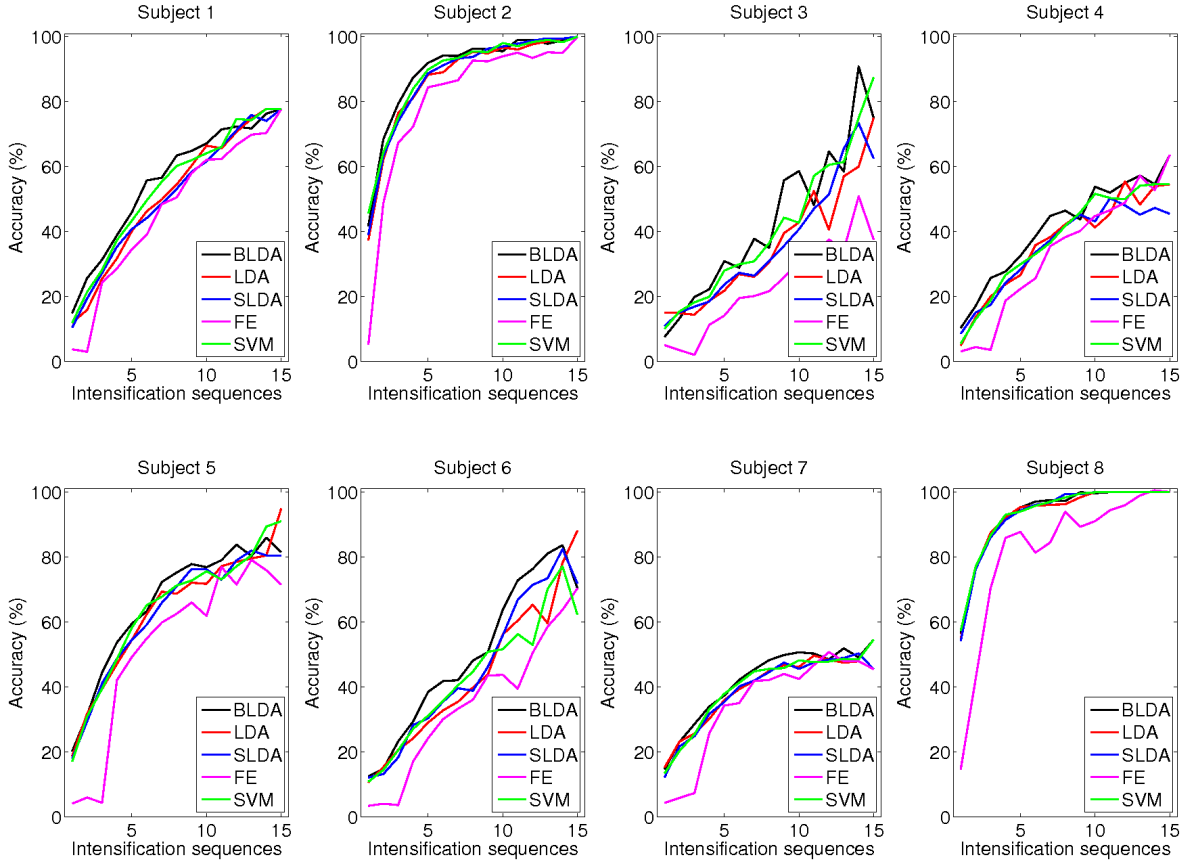 Subject 1
Accuracy (%)
100
80
60
40
20
0
5
10
15
Intensification sequences
BLDA
LDA
SLDA
FE
SVM
Subject 2
Accuracy (%)
100
80
60
40
20
0
5
10
15
Intensification sequences
BLDA
LDA
SLDA
FE
SVM
Subject 3
Accuracy (%)
100
80
60
40
20
0
5
10
15
Intensification sequences
BLDA
LDA
SLDA
FE
SVM
Subject 4
Accuracy (%)
100
80
60
40
20
0
5
10
15
Intensification sequences
BLDA
LDA
SLDA
FE
SVM
Subject 5
Accuracy (%)
100
80
60
40
20
0
5
10
15
Intensification sequences
BLDA
LDA
SLDA
FE
SVM
Subject 6
Accuracy (%)
100
80
60
40
20
0
5
10
15
Intensification sequences
BLDA
LDA
SLDA
FE
SVM
Subject 7
Accuracy (%)
100
80
60
40
20
0
5
10
15
Intensification sequences
BLDA
LDA
SLDA
FE
SVM
Subject 8
Accuracy (%)
100
80
60
40
20
0
5
10
15
Intensification sequences
BLDA
LDA
SLDA
FE
SVM